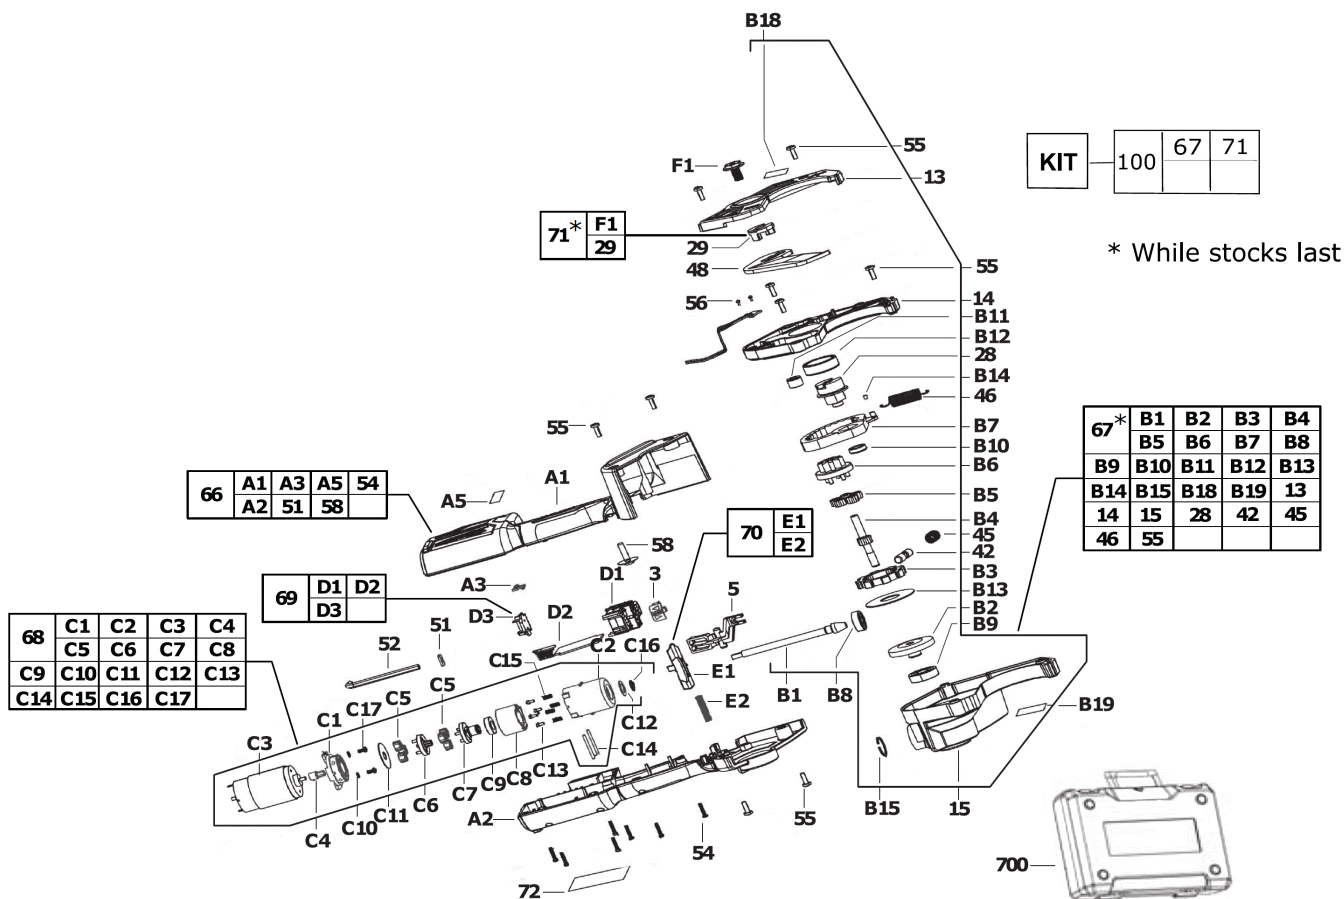 B18
55
F1
13
KIT 100 67 71
71* F1
29
29
48
* While stocks last
55
56
14
B11
B12
28
B14
46
B7
B10
B6
B5
B4
45
42
B3
B13
B2
B9
67* B1 B2 B3 B4
B5 B6 B7 B8
B9 B10 B11 B12 B13
B14 B15 B18 B19 13
14 15 28 42 45
46 55
55
A1
A5
66 A1 A3 A5 54
A2 51 58
70 E1
E2
58
A3
D1
3
5
69 D1 D2
D3
D3
D2
68 C1 C2 C3 C4
C5 C6 C7 C8
C9 C10 C11 C12 C13
C14 C15 C16 C17
52
51
C15
C2
C16
E1
E2
B1
B8
B19
C5
C5
C17
C1
C3
C12
C14
C13
C8
C9
C7
C6
C11
C10
C4
A2
54
55
B15
15
72
700